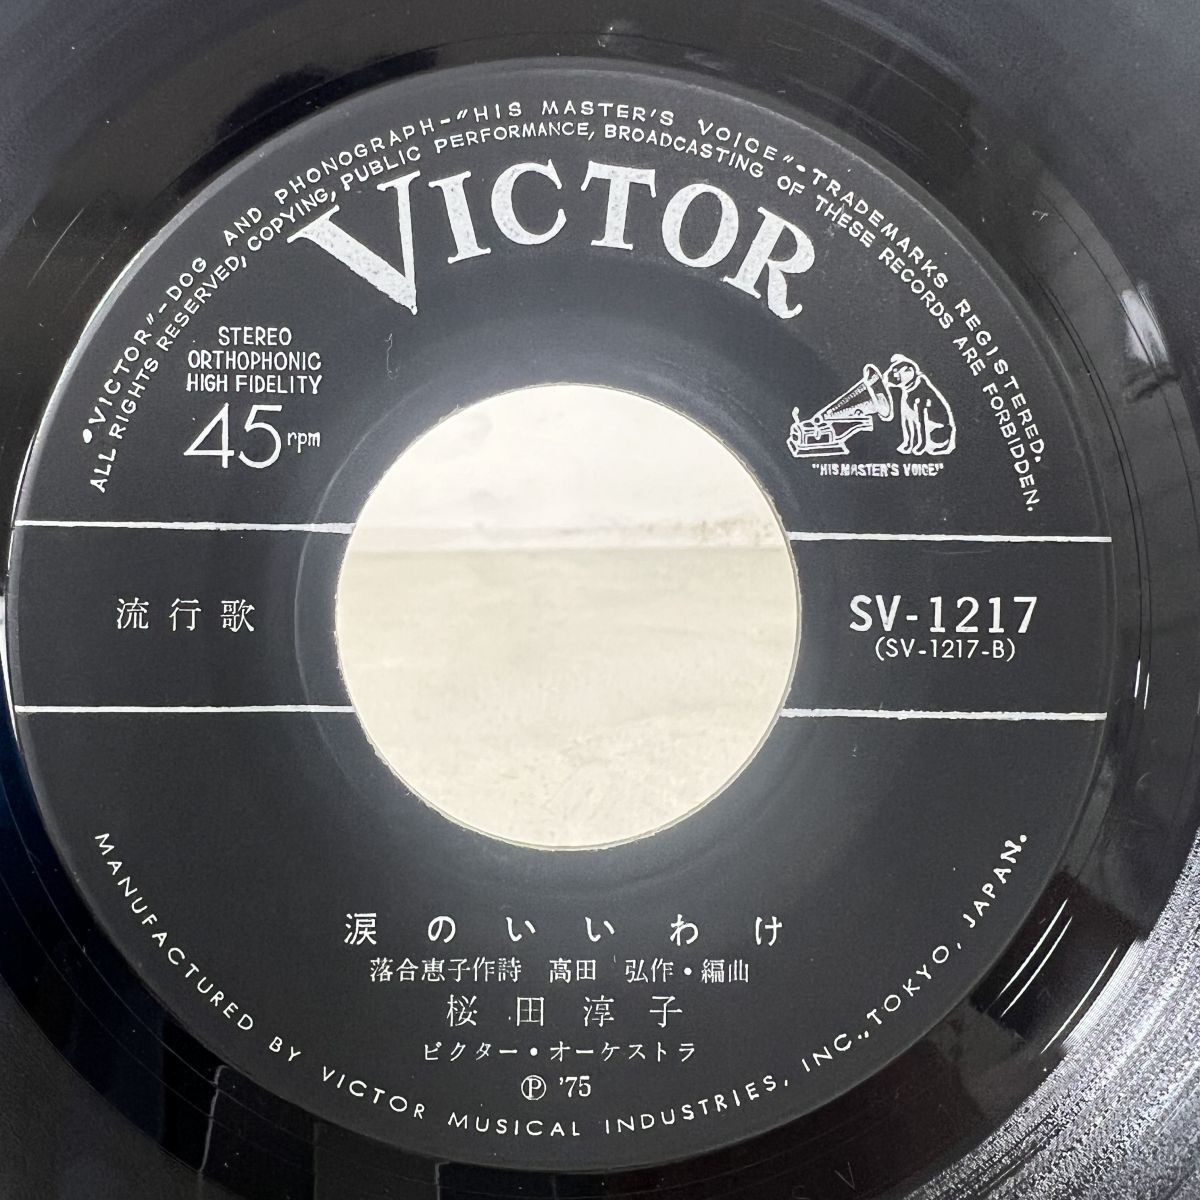 "VICTOR"-DOG AND PHONOGRAPH-"HIS MASTER'S VOICE"-TRADEMARKS REGISTERED.
ALL RIGHTS RESERVED, COPYING, PUBLIC PERFORMANCE, BROADCASTING OF THESE RECORDS ARE FORBIDDEN.
VICTOR
STEREO
ORTHOPHONIC
HIGH FIDELITY
45rpm
"HIS MASTER'S VOICE"
流行歌
SV-1217
(SV-1217-B)
涙のいいわけ
落合恵子作詩 高田 弘作・編曲
桜田淳子
ビクター・オーケストラ
Ⓟ '75
MANUFACTURED BY VICTOR MUSICAL INDUSTRIES, INC., TOKYO, JAPAN.